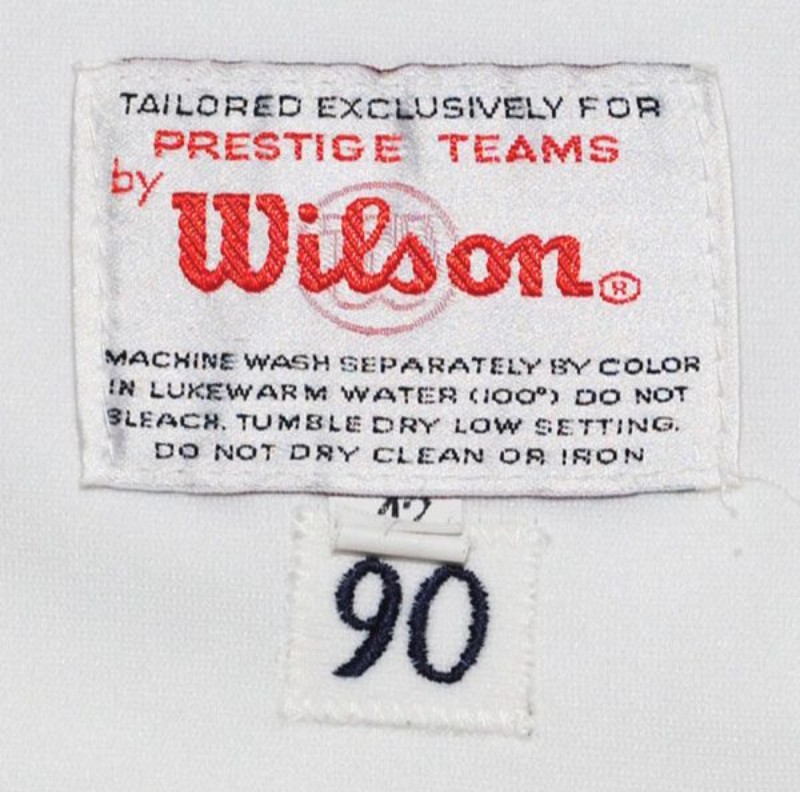 TAILORED EXCLUSIVELY FOR
PRESTIGE TEAMS
by
Wilson®
MACHINE WASH SEPARATELY BY COLOR
IN LUKEWARM WATER (100°) DO NOT
BLEACH. TUMBLE DRY LOW SETTING.
DO NOT DRY CLEAN OR IRON
90